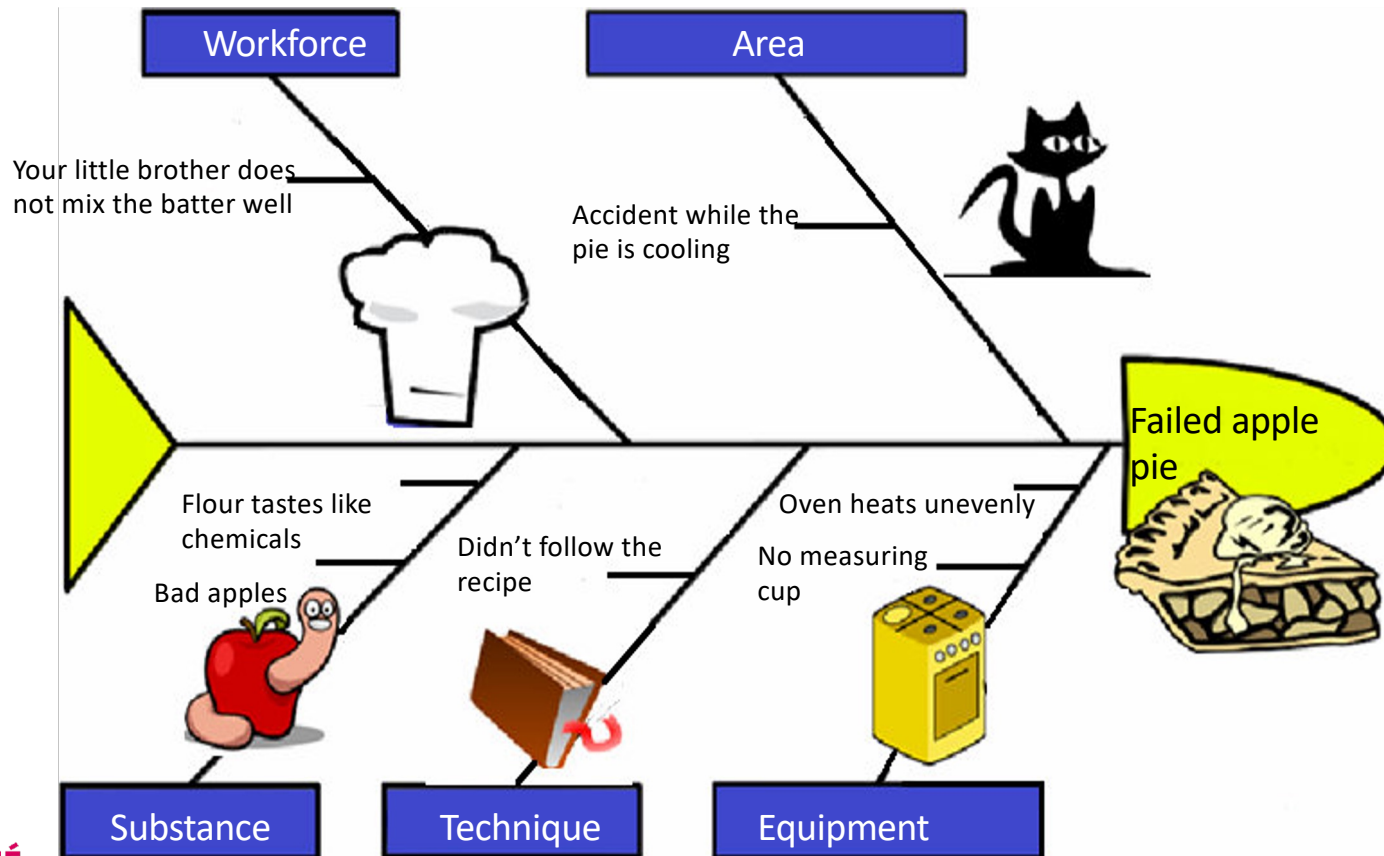 Workforce
Area
Your little brother does
not mix the batter well
Accident while the
pie is cooling
Failed apple
pie
Flour tastes like
chemicals
Bad apples
Didn’t follow the
recipe
Oven heats unevenly
No measuring
cup
Substance
Technique
Equipment